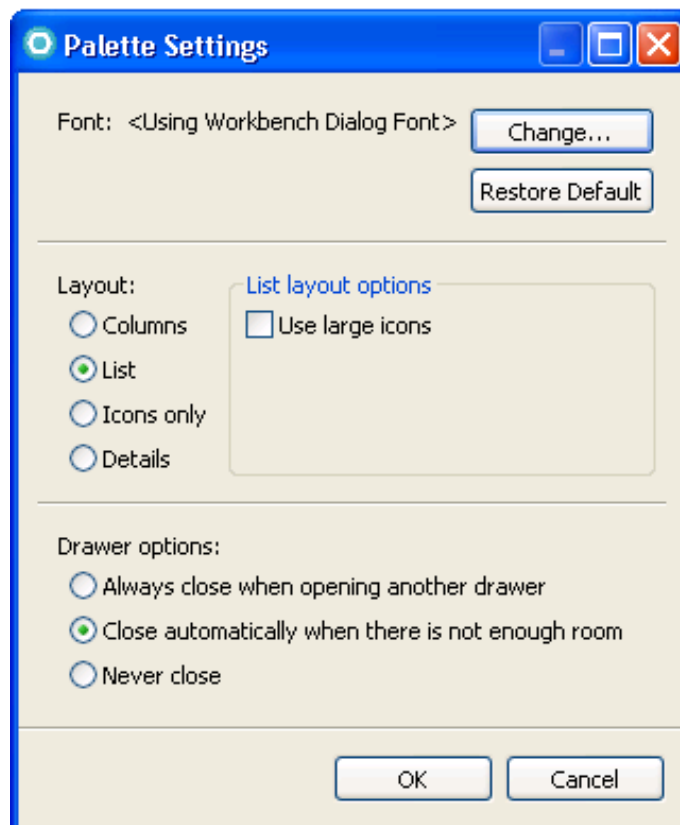 Palette Settings
Font: <Using Workbench Dialog Font>
Change...
Restore Default
Layout:
List layout options
Columns
Use large icons
List
Icons only
Details
Drawer options:
Always close when opening another drawer
Close automatically when there is not enough room
Never close
OK
Cancel